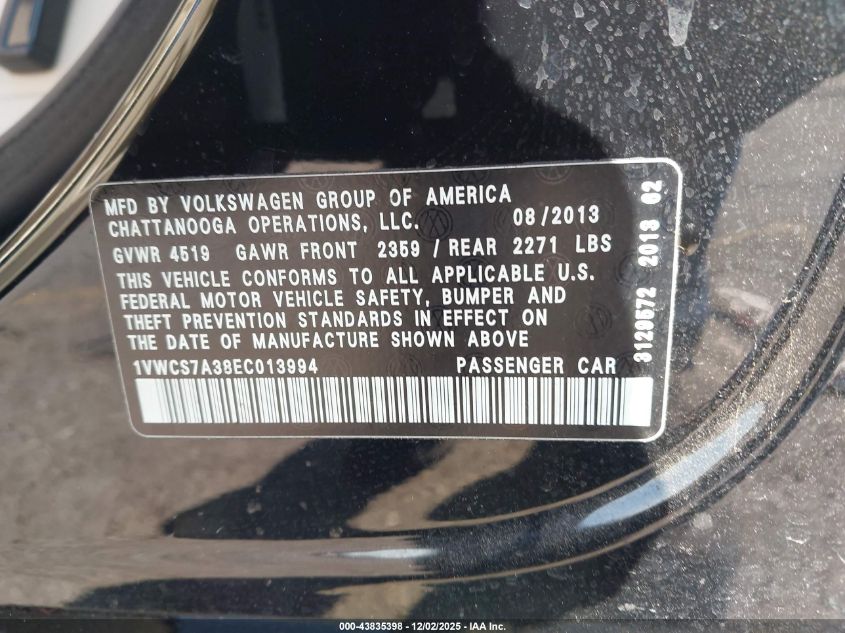 MFD BY VOLKSWAGEN GROUP OF AMERICA
CHATTANOOGA OPERATIONS, LLC. 08/2013
GVWR 4519 GAWR FRONT 2359 / REAR 2271 LBS
THIS VEHICLE CONFORMS TO ALL APPLICABLE U.S.
FEDERAL MOTOR VEHICLE SAFETY, BUMPER AND
THEFT PREVENTION STANDARDS IN EFFECT ON
THE DATE OF MANUFACTURE SHOWN ABOVE
1VWCS7A38EC013994 PASSENGER CAR
3129572 2013 02
000-43835398 - 12/02/2025 - IAA Inc.